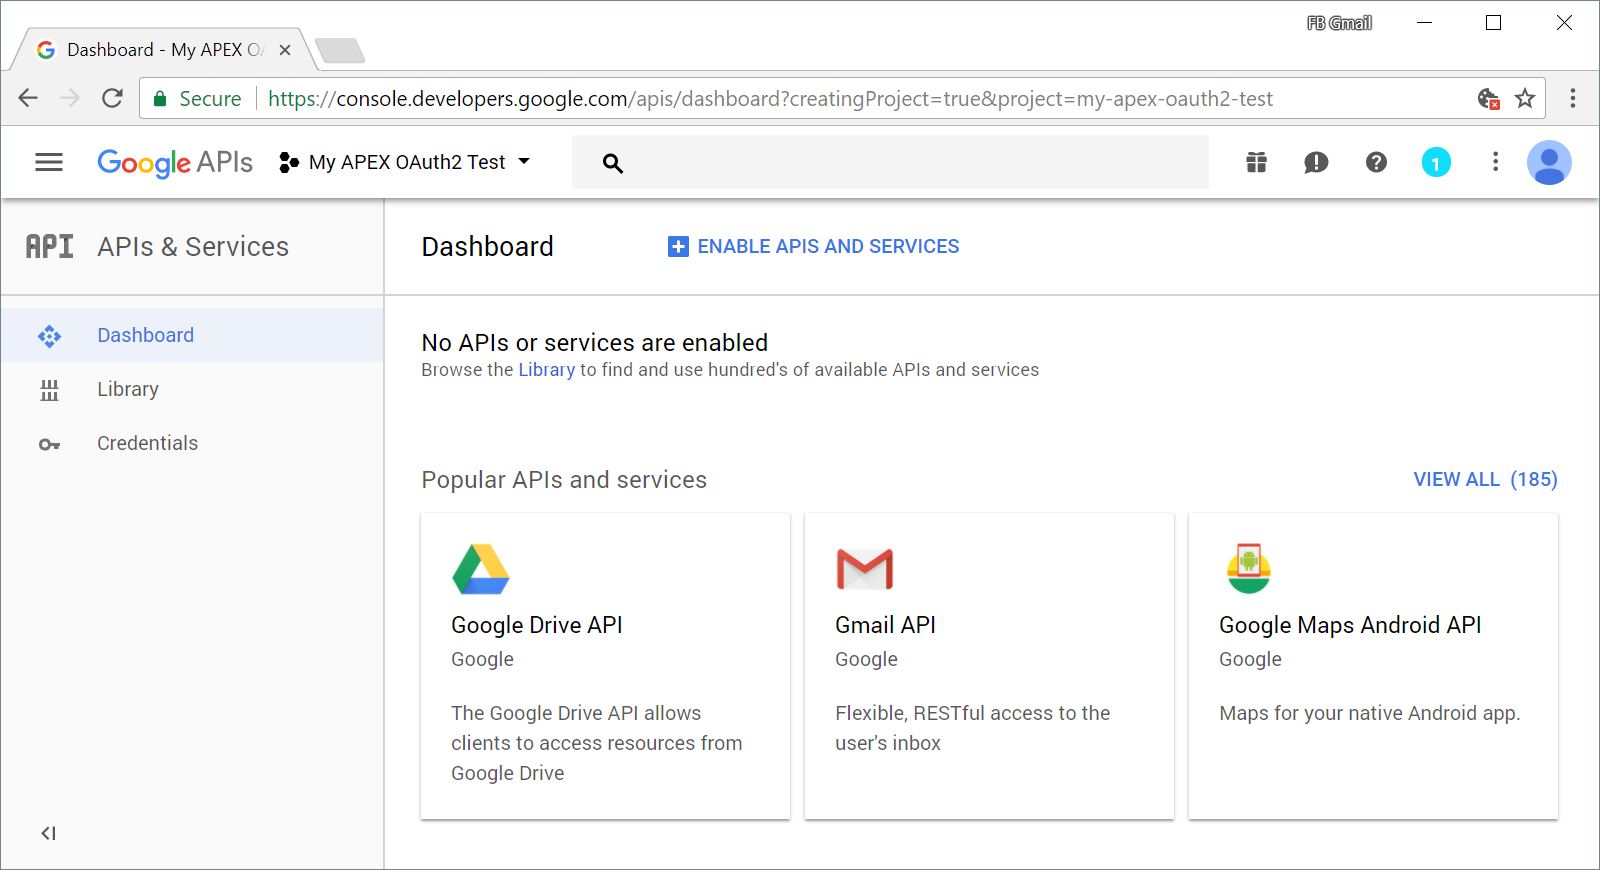 FB Gmail
Dashboard - My APEX O
Secure https://console.developers.google.com/apis/dashboard?creatingProject=true&project=my-apex-oauth2-test
Google APIs My APEX OAuth2 Test 1
API APIs & Services
Dashboard ENABLE APIS AND SERVICES
Dashboard
Library
Credentials
No APIs or services are enabled
Browse the Library to find and use hundred's of available APIs and services
Popular APIs and services VIEW ALL (185)
Google Drive API
Google
The Google Drive API allows
clients to access resources from
Google Drive
Gmail API
Google
Flexible, RESTful access to the
user's inbox
Google Maps Android API
Google
Maps for your native Android app.